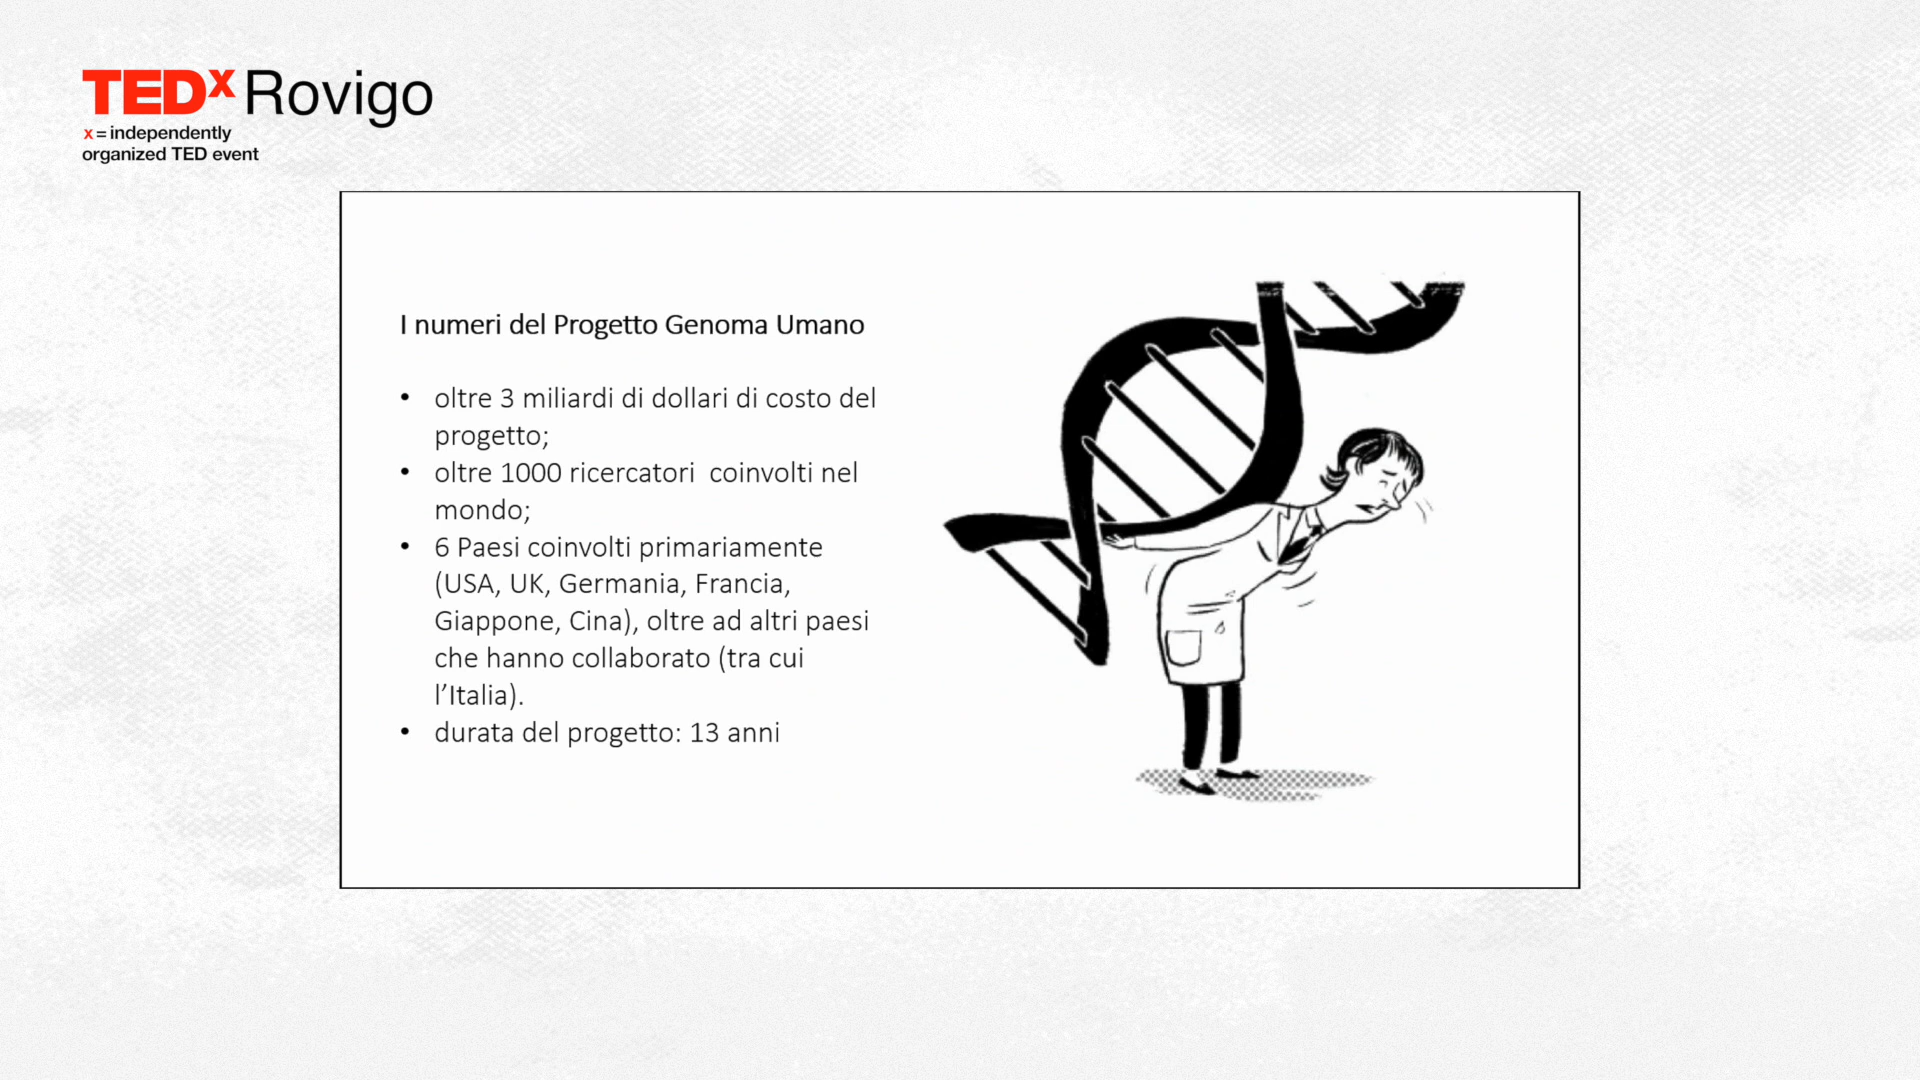 TEDx Rovigo
x = independently
organized TED event
I numeri del Progetto Genoma Umano
• oltre 3 miliardi di dollari di costo del
progetto;
• oltre 1000 ricercatori  coinvolti nel
mondo;
• 6 Paesi coinvolti primariamente
(USA, UK, Germania, Francia,
Giappone, Cina), oltre ad altri paesi
che hanno collaborato (tra cui
l’Italia).
• durata del progetto: 13 anni